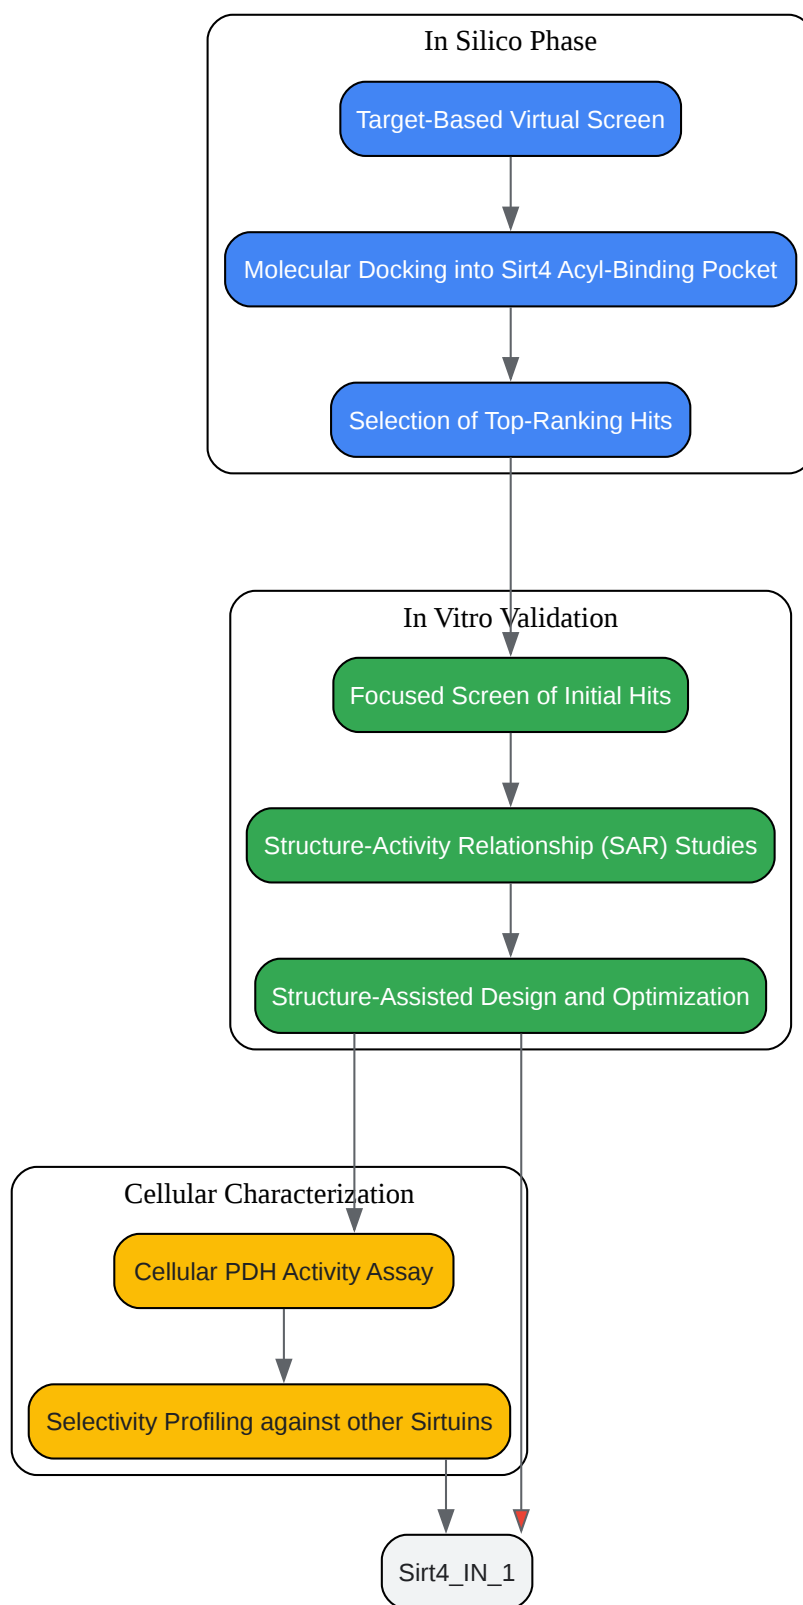 In Silico Phase
Target-Based Virtual Screen
Molecular Docking into Sirt4 Acyl-Binding Pocket
Selection of Top-Ranking Hits
In Vitro Validation
Focused Screen of Initial Hits
Structure-Activity Relationship (SAR) Studies
Structure-Assisted Design and Optimization
Cellular Characterization
Cellular PDH Activity Assay
Selectivity Profiling against other Sirtuins
Sirt4_IN_1